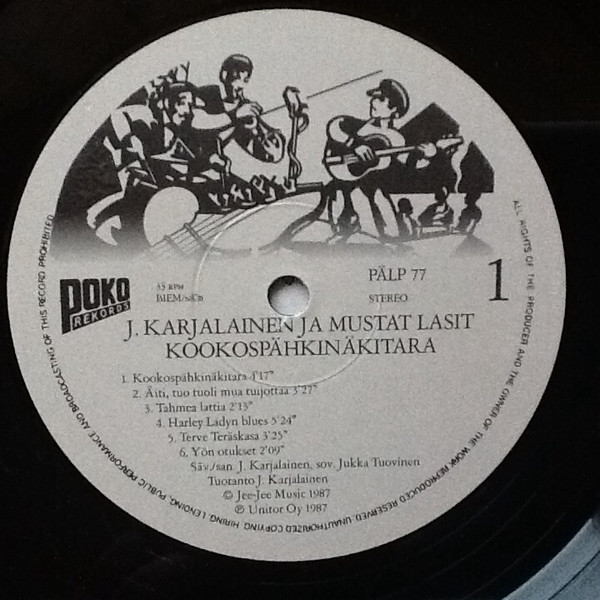 POKO
RECORDS
33 RPM
BIEM/nCb
PÄLP 77
STEREO
1
J. KARJALAINEN JA MUSTAT LASIT
KOOKOSPÄHKINÄKITARA
1. Kookospähkinäkitara 4'17"
2. Äiti, tuo tuoli mua tuijottaa 3'27"
3. Tahmea lattia 2'13"
4. Harley Ladyn blues 5'24"
5. Terve Teräskasa 3'25"
6. Yön otukset 2'09"
Säv./san. J. Karjalainen, sov. Jukka Tuovinen
Tuotanto J. Karjalainen
© Jee-Jee Music 1987
℗ Unitor Oy 1987
ALL RIGHTS OF THE PRODUCER AND THE OWNER OF THE WORK REPRODUCED RESERVED. UNAUTHORIZED COPYING, HIRING, LENDING, PUBLIC PERFORMANCE AND BROADCASTING OF THIS RECORD PROHIBITED